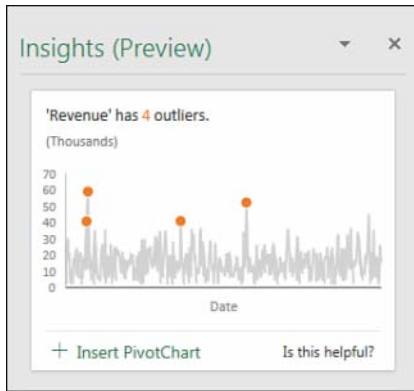 Insights (Preview)
'Revenue' has 4 outliers.
(Thousands)
70
60
50
40
30
20
10
0
Date
+ Insert PivotChart Is this helpful?